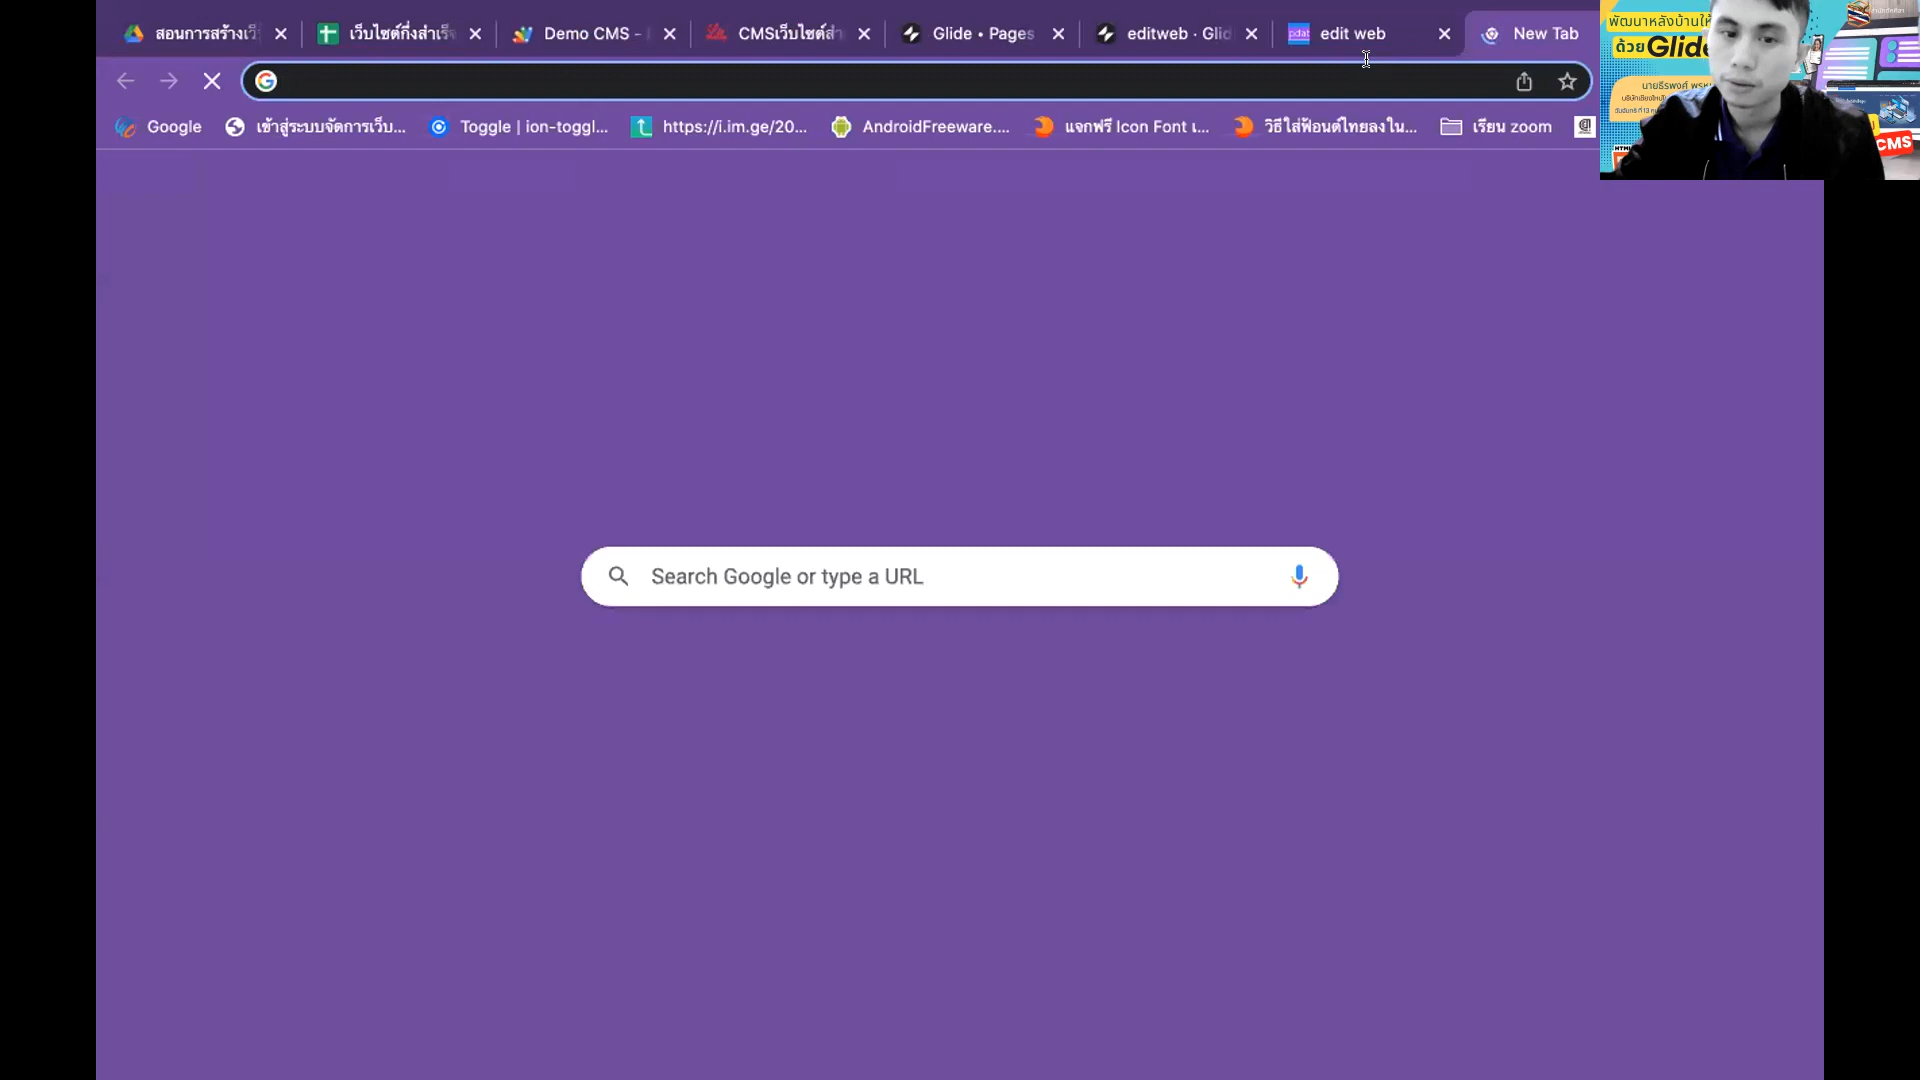 สอนการสร้างเว็
เว็บไซต์กึ่งสำเร็จ
Demo CMS -
CMSเว็บไซต์สำ
Glide • Pages
editweb · Glid
pdat
edit web
New Tab
Google
เข้าสู่ระบบจัดการเว็บ...
Toggle | ion-toggl...
https://i.im.ge/20...
AndroidFreeware....
แจกฟรี Icon Font เ...
วิธีใส่ฟ้อนต์ไทยลงใน...
เรียน zoom
Search Google or type a URL
พัฒนาหลังบ้านให้
ด้วยGlide
CMS